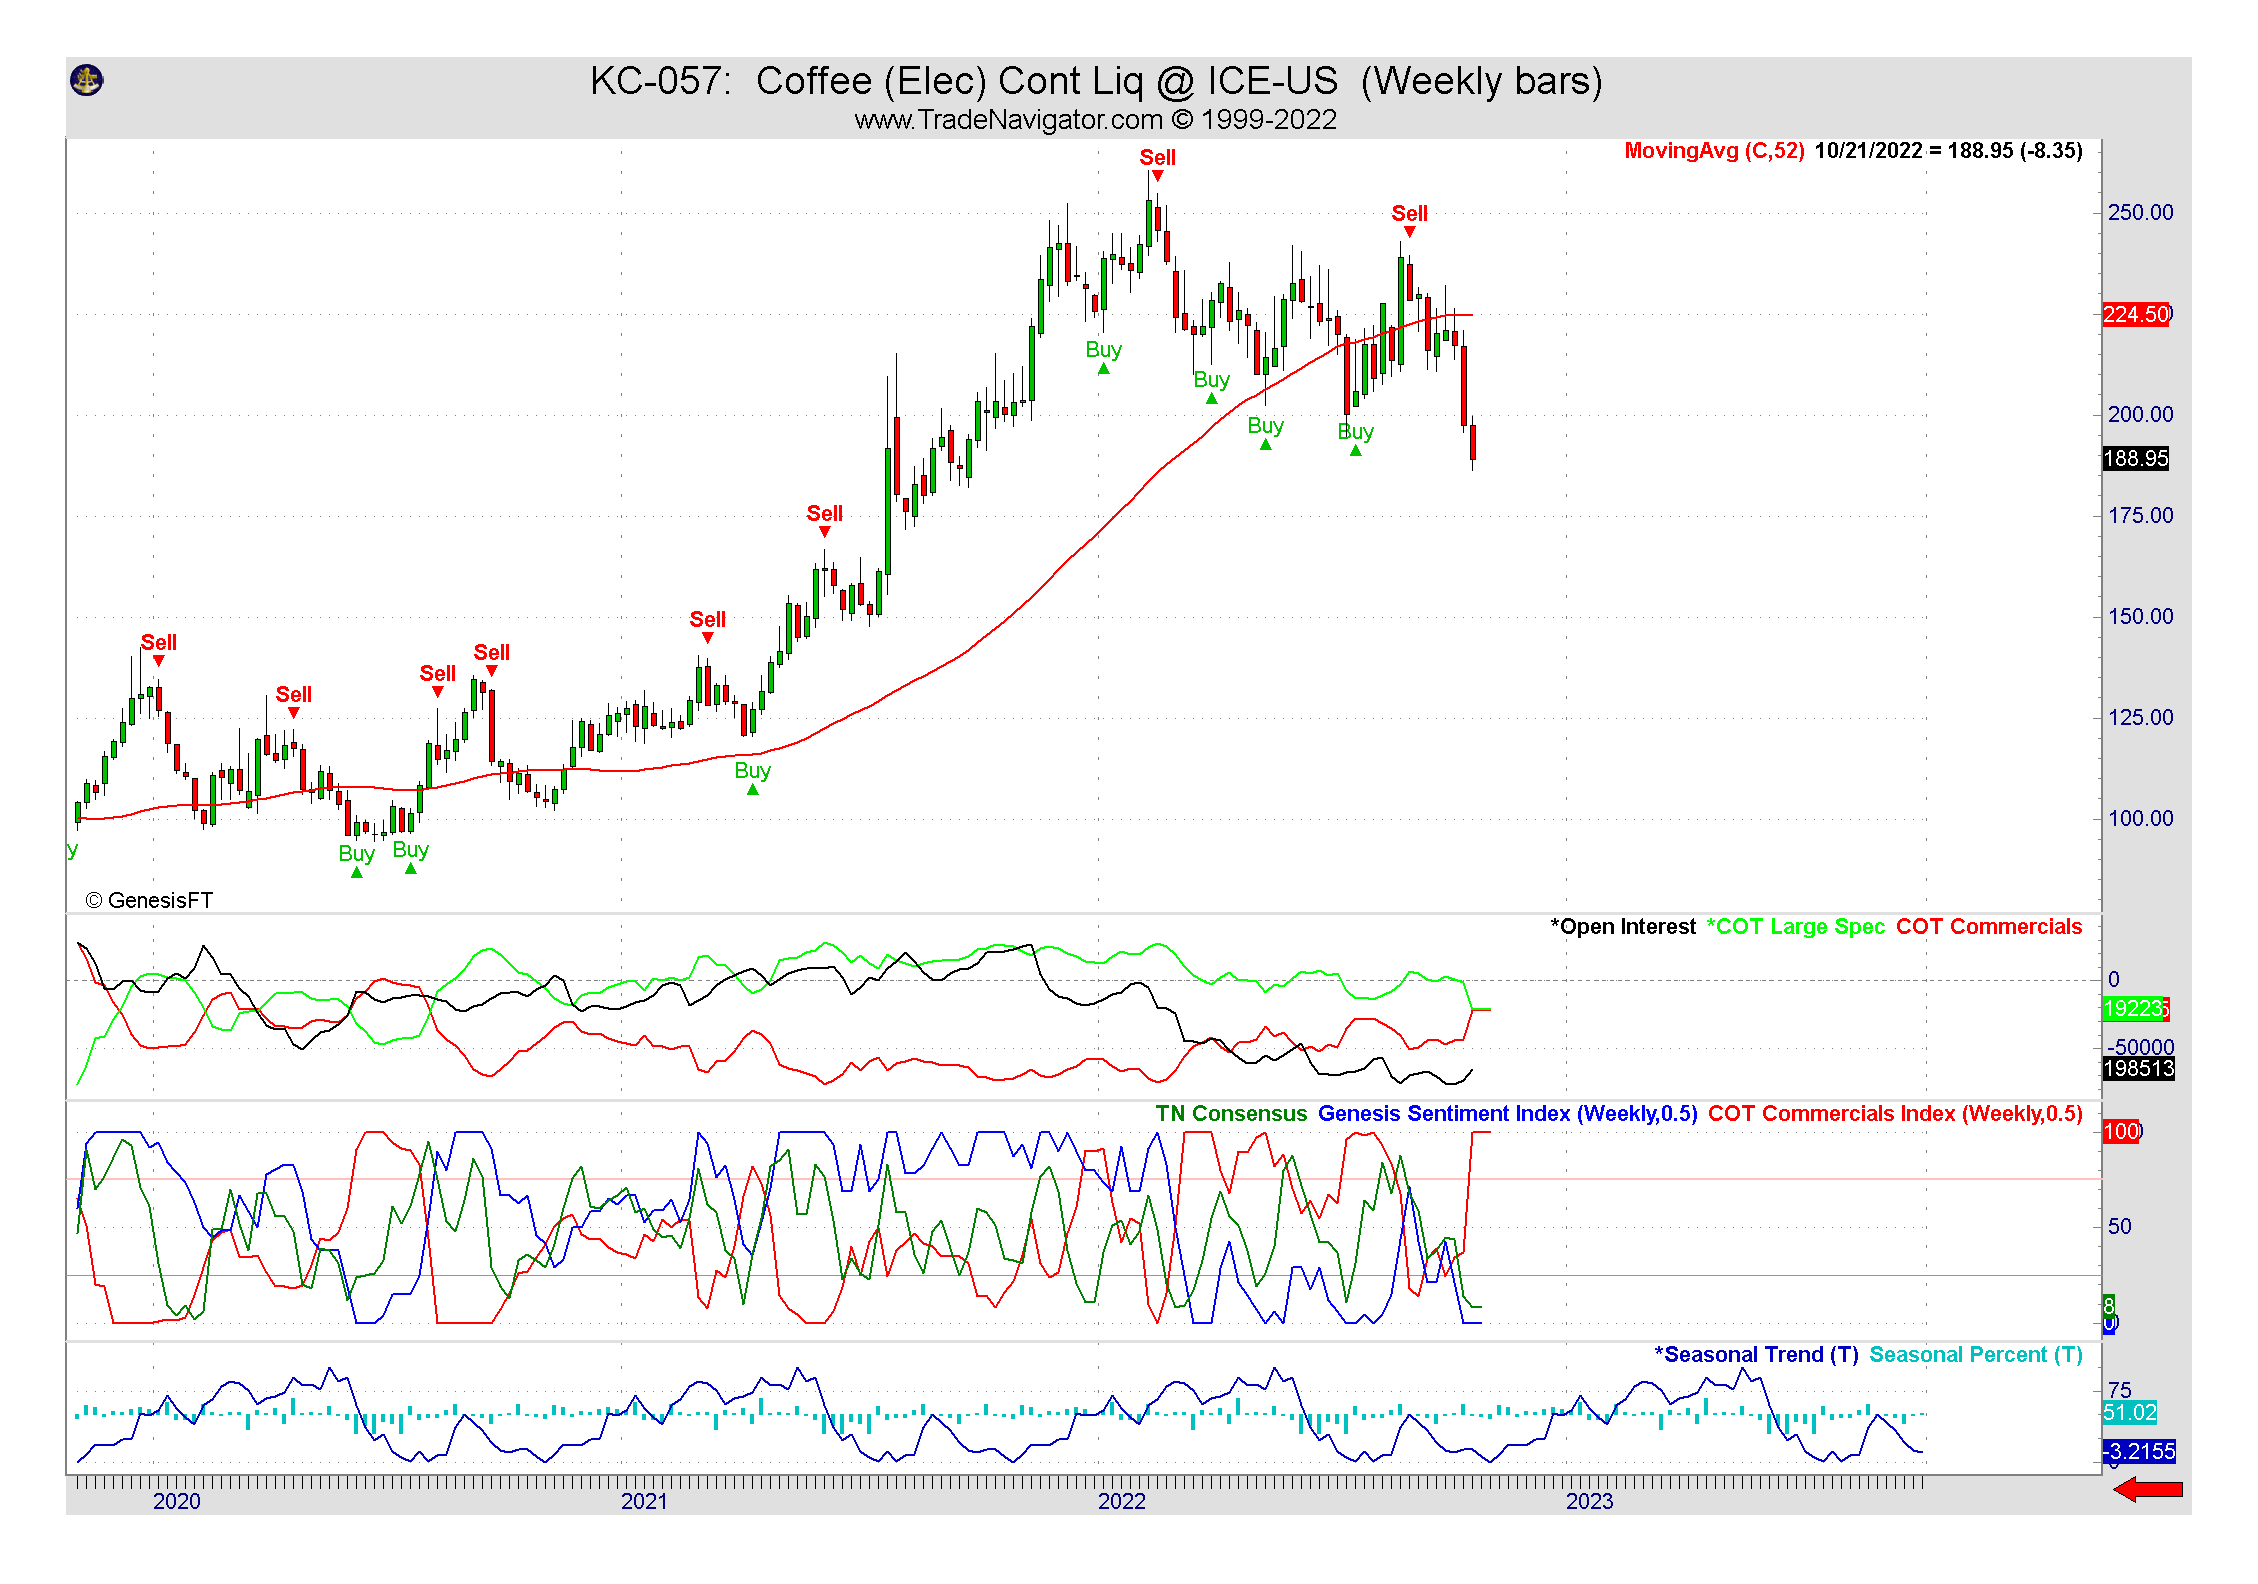 KC-057: Coffee (Elec) Cont Liq @ ICE-US (Weekly bars)
www.TradeNavigator.com © 1999-2022
MovingAvg (C,52) 10/21/2022 = 188.95 (-8.35)
Sell
Sell
250.00
224.50
Buy
Buy
Buy
Buy
200.00
188.95
Sell
175.00
Sell
150.00
Sell
Sell
Sell
Sell
125.00
Buy
100.00
y
Buy
Buy
© GenesisFT
*Open Interest *COT Large Spec COT Commercials
0
19223
-50000
198513
TN Consensus Genesis Sentiment Index (Weekly,0.5) COT Commercials Index (Weekly,0.5)
100
50
8
0
*Seasonal Trend (T) Seasonal Percent (T)
75
51.02
-3.2155
2020 2021 2022 2023